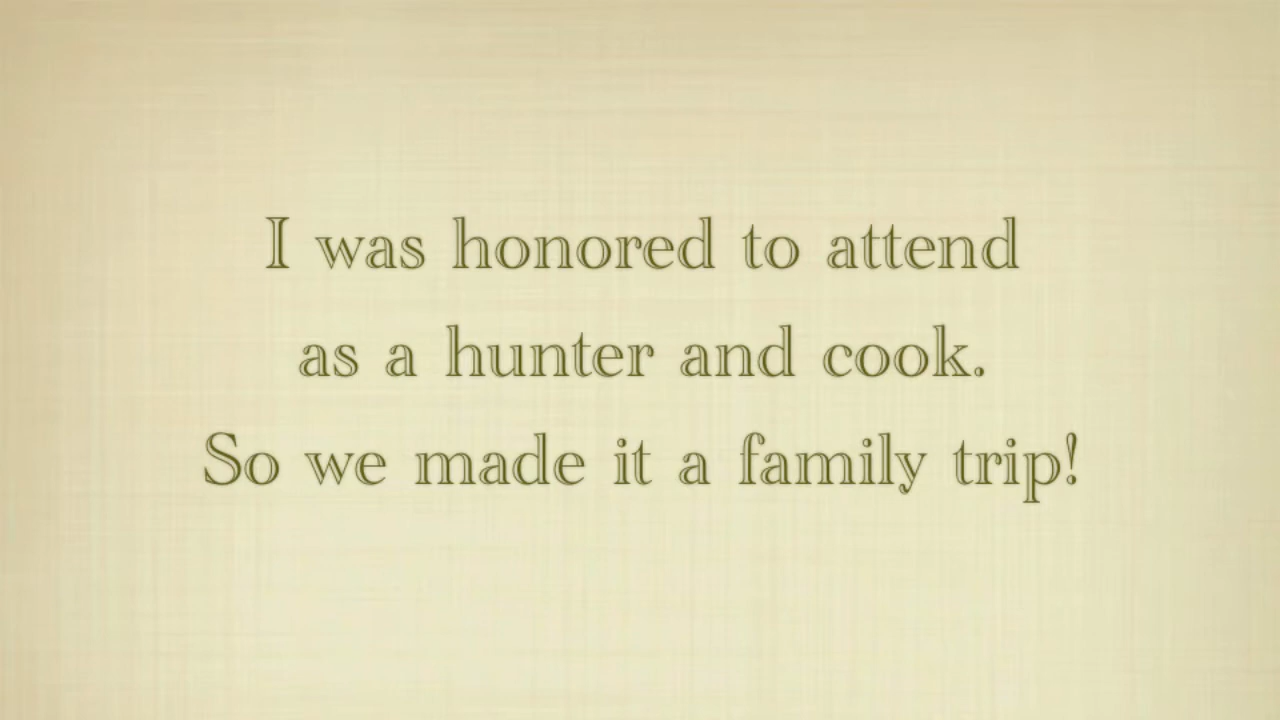 I was honored to attend
as a hunter and cook.
So we made it a family trip!